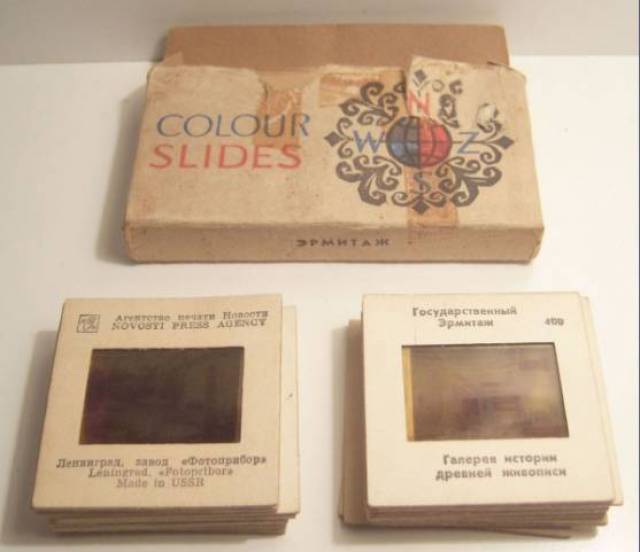 COLOUR
SLIDES
N
W Z
S
ЭРМИТАЖ
Агентство печати Новости
NOVOSTI PRESS AGENCY
Ленинград, завод «Фотоприбор»
Leningrad, «Fotopribor»
Made in USSR
Государственный
Эрмитаж 400
Галерея истории
древней живописи